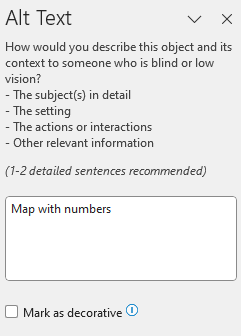 Alt Text
How would you describe this object and its
context to someone who is blind or low
vision?
- The subject(s) in detail
- The setting
- The actions or interactions
- Other relevant information
(1-2 detailed sentences recommended)
Map with numbers
Mark as decorative